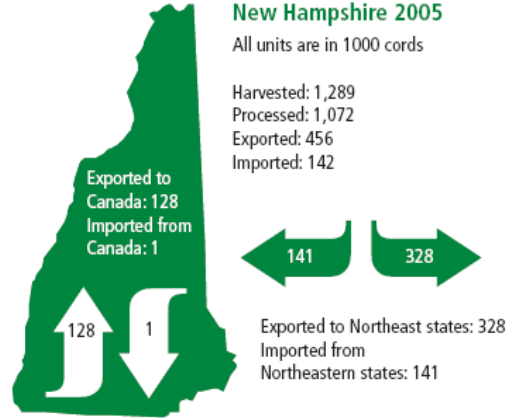 New Hampshire 2005
All units are in 1000 cords
Harvested: 1,289
Processed: 1,072
Exported: 456
Imported: 142
Exported to
Canada: 128
Imported from
Canada: 1
141
328
128
1
Exported to Northeast states: 328
Imported from
Northeastern states: 141